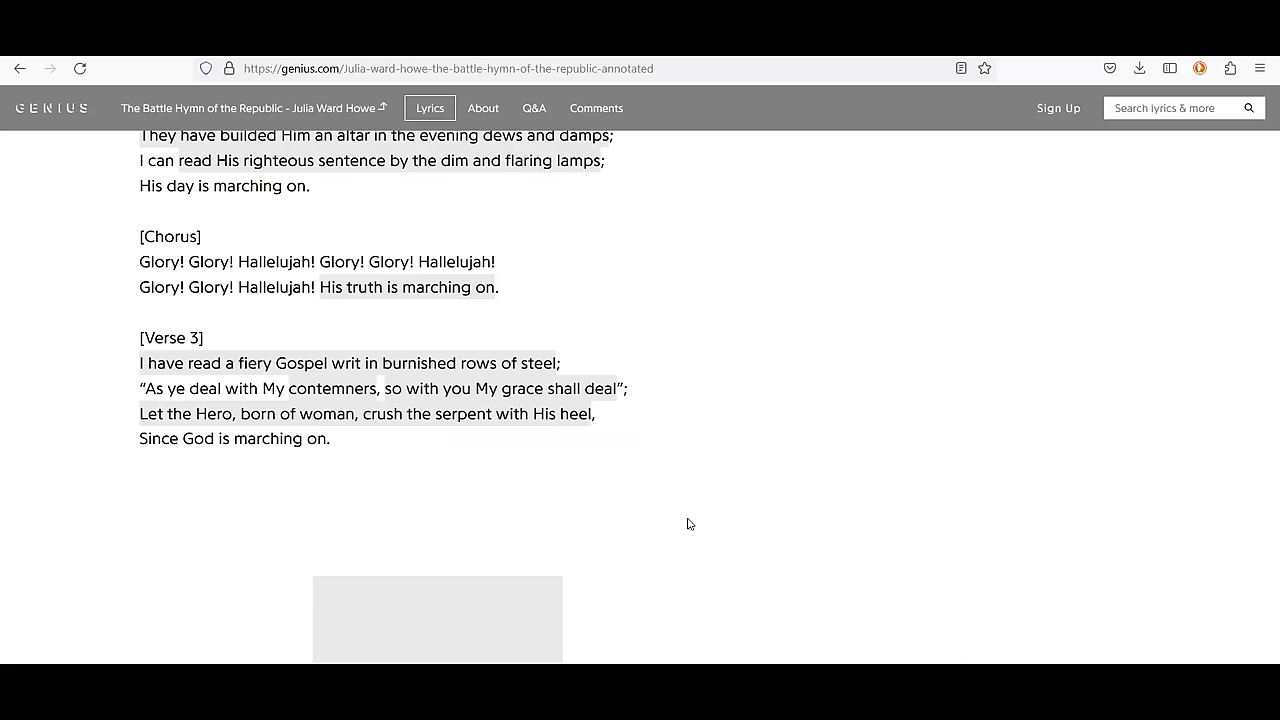 https://genius.com/Julia-ward-howe-the-battle-hymn-of-the-republic-annotated
GENIUS The Battle Hymn of the Republic - Julia Ward Howe Lyrics About Q&A Comments Sign Up Search lyrics & more
They have builded Him an altar in the evening dews and damps;
I can read His righteous sentence by the dim and flaring lamps;
His day is marching on.
[Chorus]
Glory! Glory! Hallelujah! Glory! Glory! Hallelujah!
Glory! Glory! Hallelujah! His truth is marching on.
[Verse 3]
I have read a fiery Gospel writ in burnished rows of steel;
“As ye deal with My contemners, so with you My grace shall deal”;
Let the Hero, born of woman, crush the serpent with His heel,
Since God is marching on.